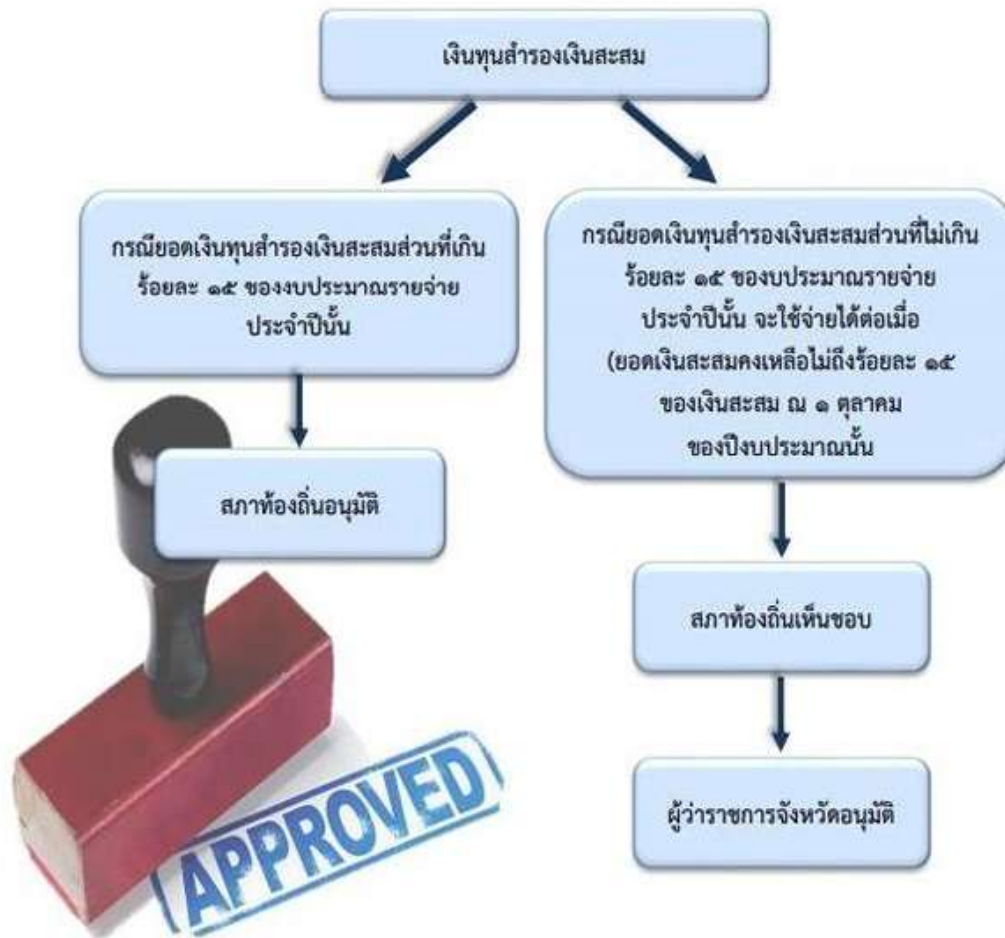 เงินทุนสำรองเงินสะสม
กรณียอดเงินทุนสำรองเงินสะสมส่วนที่เกิน
ร้อยละ ๑๕ ของงบประมาณรายจ่าย
ประจำปีนั้น
กรณียอดเงินทุนสำรองเงินสะสมส่วนที่ไม่เกิน
ร้อยละ ๑๕ ของบประมาณรายจ่าย
ประจำปีนั้น จะใช้จ่ายได้ต่อเมื่อ
(ยอดเงินสะสมคงเหลือไม่ถึงร้อยละ ๑๕
ของเงินสะสม ณ ๑ ตุลาคม
ของปีงบประมาณนั้น
สภาท้องถิ่นอนุมัติ
สภาท้องถิ่นเห็นชอบ
ผู้ว่าราชการจังหวัดอนุมัติ
APPROVED